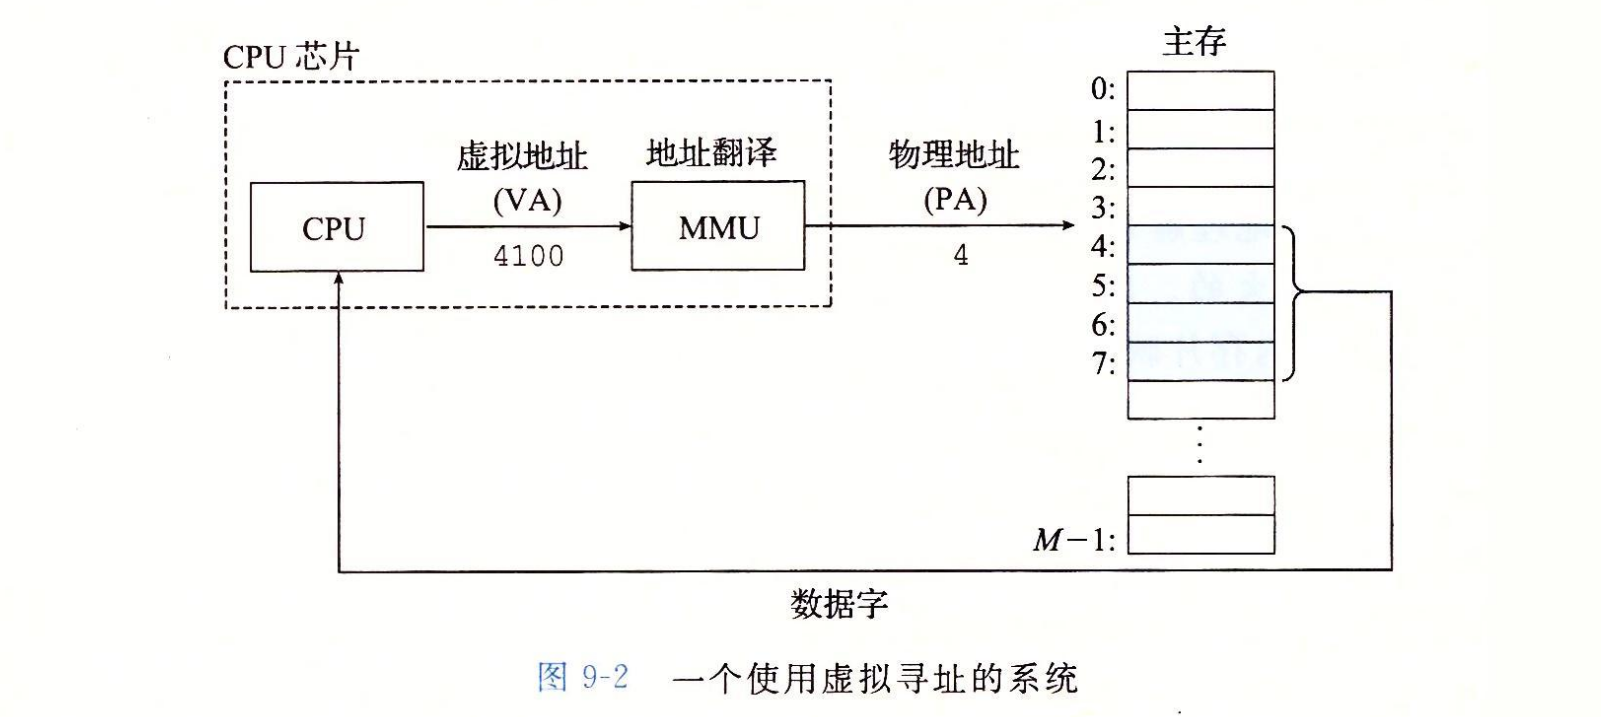 CPU 芯片
主存
虚拟地址
(VA)
4100
地址翻译
CPU
MMU
物理地址
(PA)
4
0:
1:
2:
3:
4:
5:
6:
7:
M−1:
数据字
图 9-2 一个使用虚拟寻址的系统